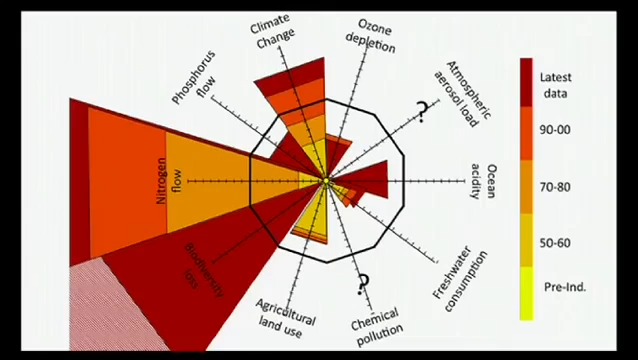 Climate
Change
Ozone
depletion
Atmospheric
aerosol load
?
Ocean
acidity
Freshwater
consumption
?
Chemical
pollution
Agricultural
land use
Biodiversity
loss
Nitrogen
flow
Phosphorus
flow
Latest
data
90-00
70-80
50-60
Pre-Ind.